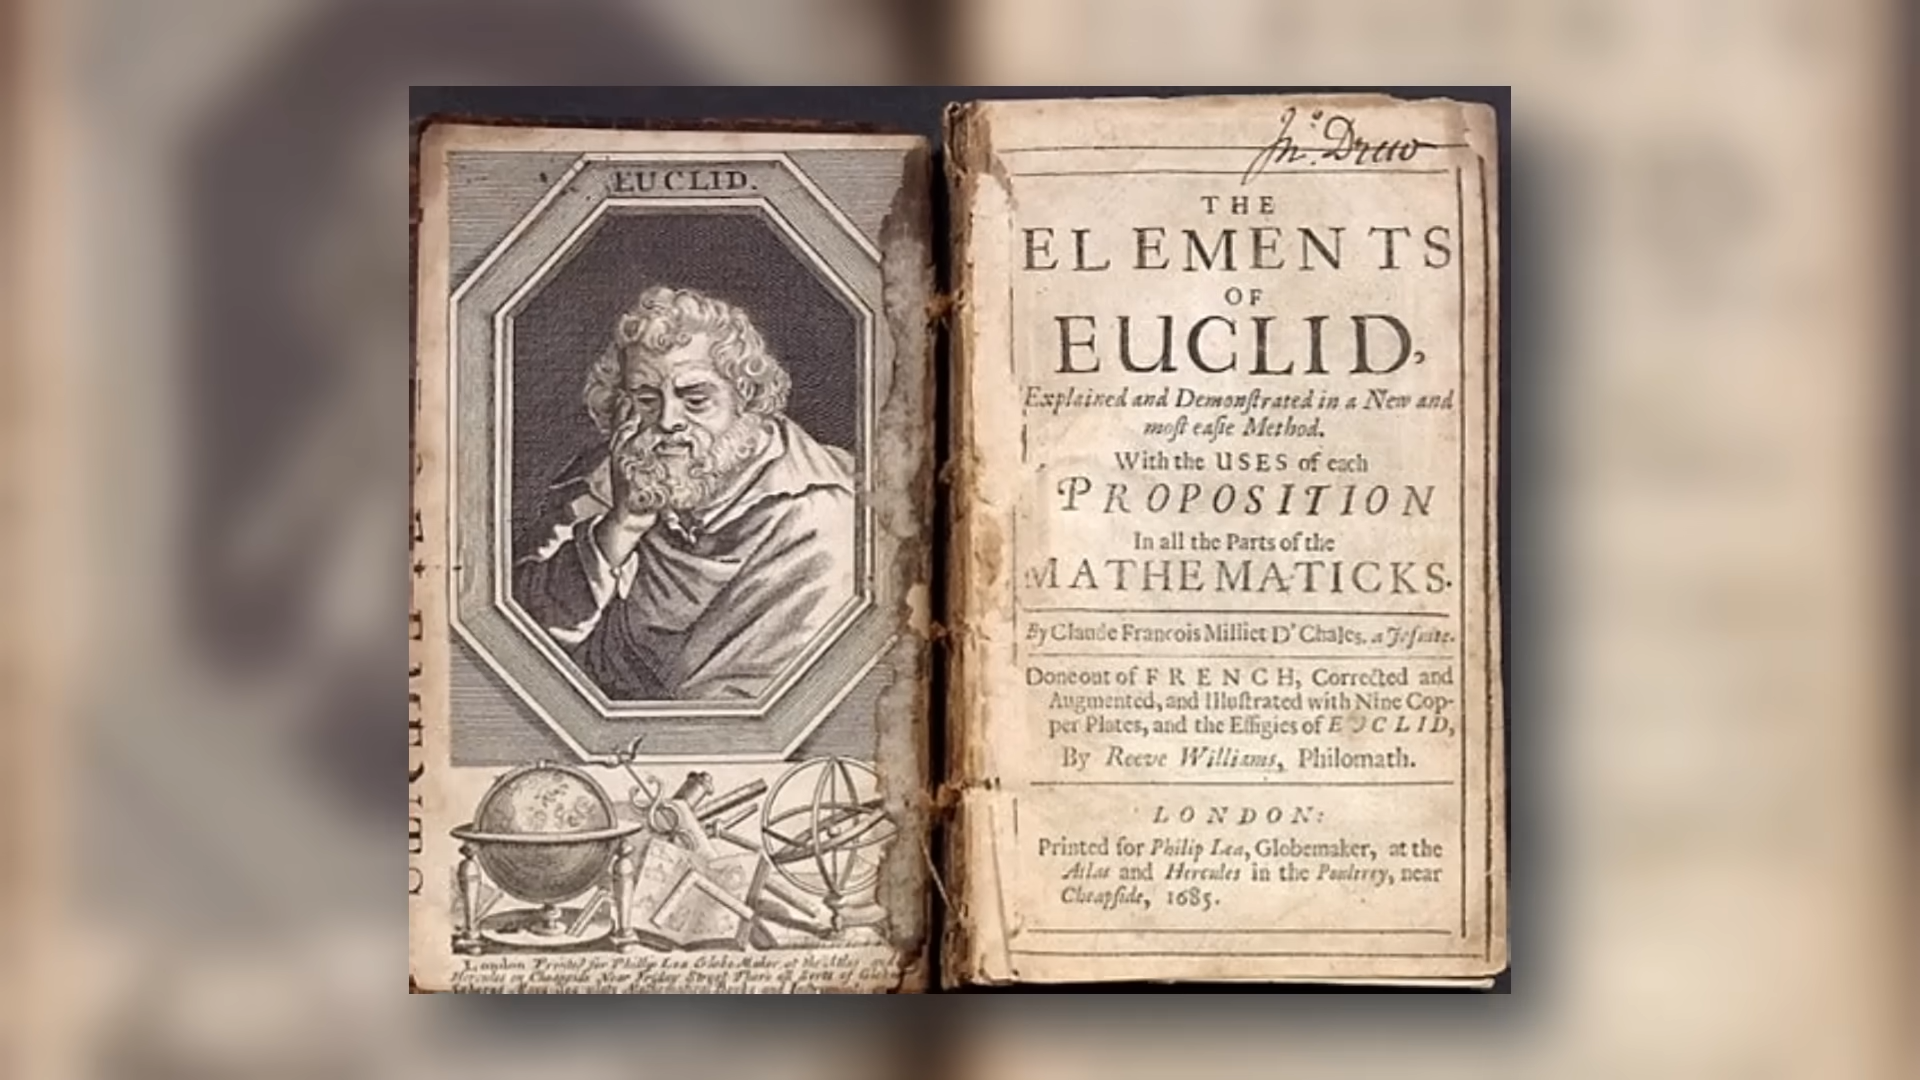 EUCLID.
London Printed for Phillip Lea Globe Maker at the Atlas and
Hercules in Cheapside Near Friday Street There all Sorts of
Jnº. Drew
THE
ELEMENTS
OF
EUCLID,
Explained and Demonſtrated in a New and
moſt eaſie Method.
With the USES of each
PROPOSITION
In all the Parts of the
MATHEMATICKS.
By Claude Francois Milliet D'Chales, a Jeſuite.
Done out of FRENCH, Corrected and
Augmented, and Illuſtrated with Nine Cop-
per Plates, and the Effigies of EUCLID,
By Reeve Williams, Philomath.
LONDON:
Printed for Philip Lea, Globemaker, at the
Atlas and Hercules in the Poultrey, near
Cheapſide, 1685.